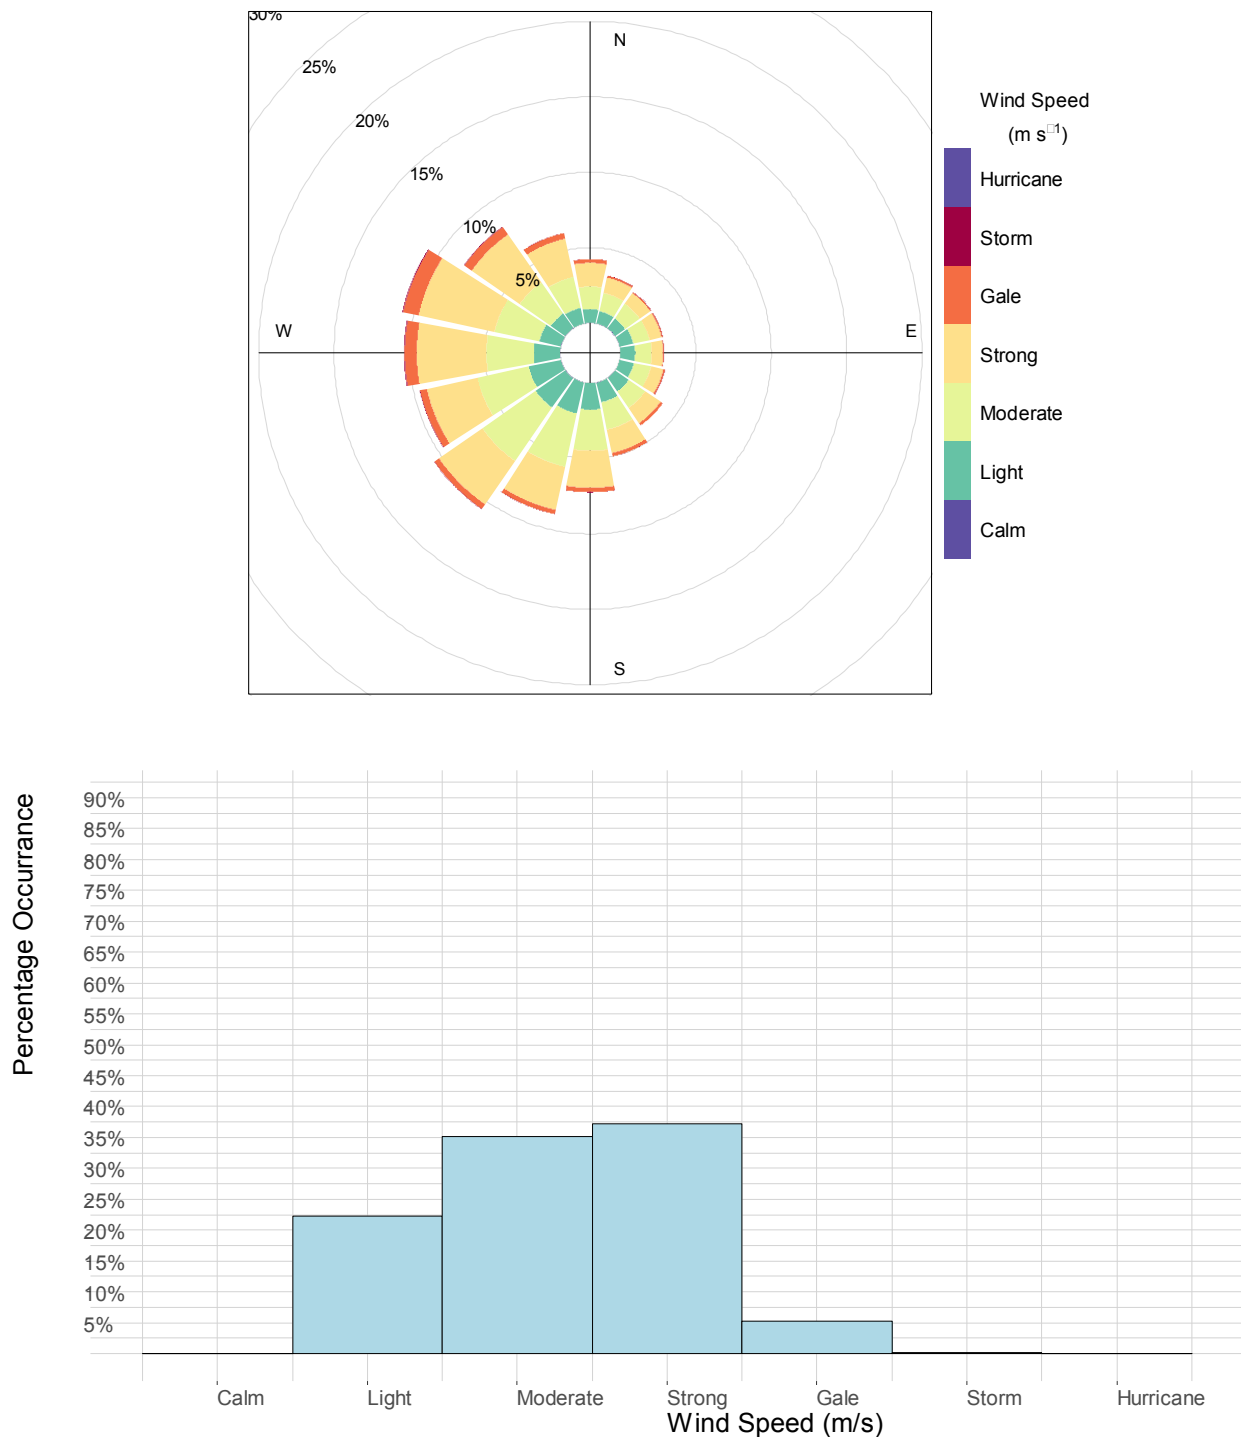 30%
25%
20%
15%
10%
5%
N
W
E
S
Wind Speed
(m s□1)
Hurricane
Storm
Gale
Strong
Moderate
Light
Calm
Percentage Occurrance
90%
85%
80%
75%
70%
65%
60%
55%
50%
45%
40%
35%
30%
25%
20%
15%
10%
5%
Calm Light Moderate Strong Gale Storm Hurricane
Wind Speed (m/s)